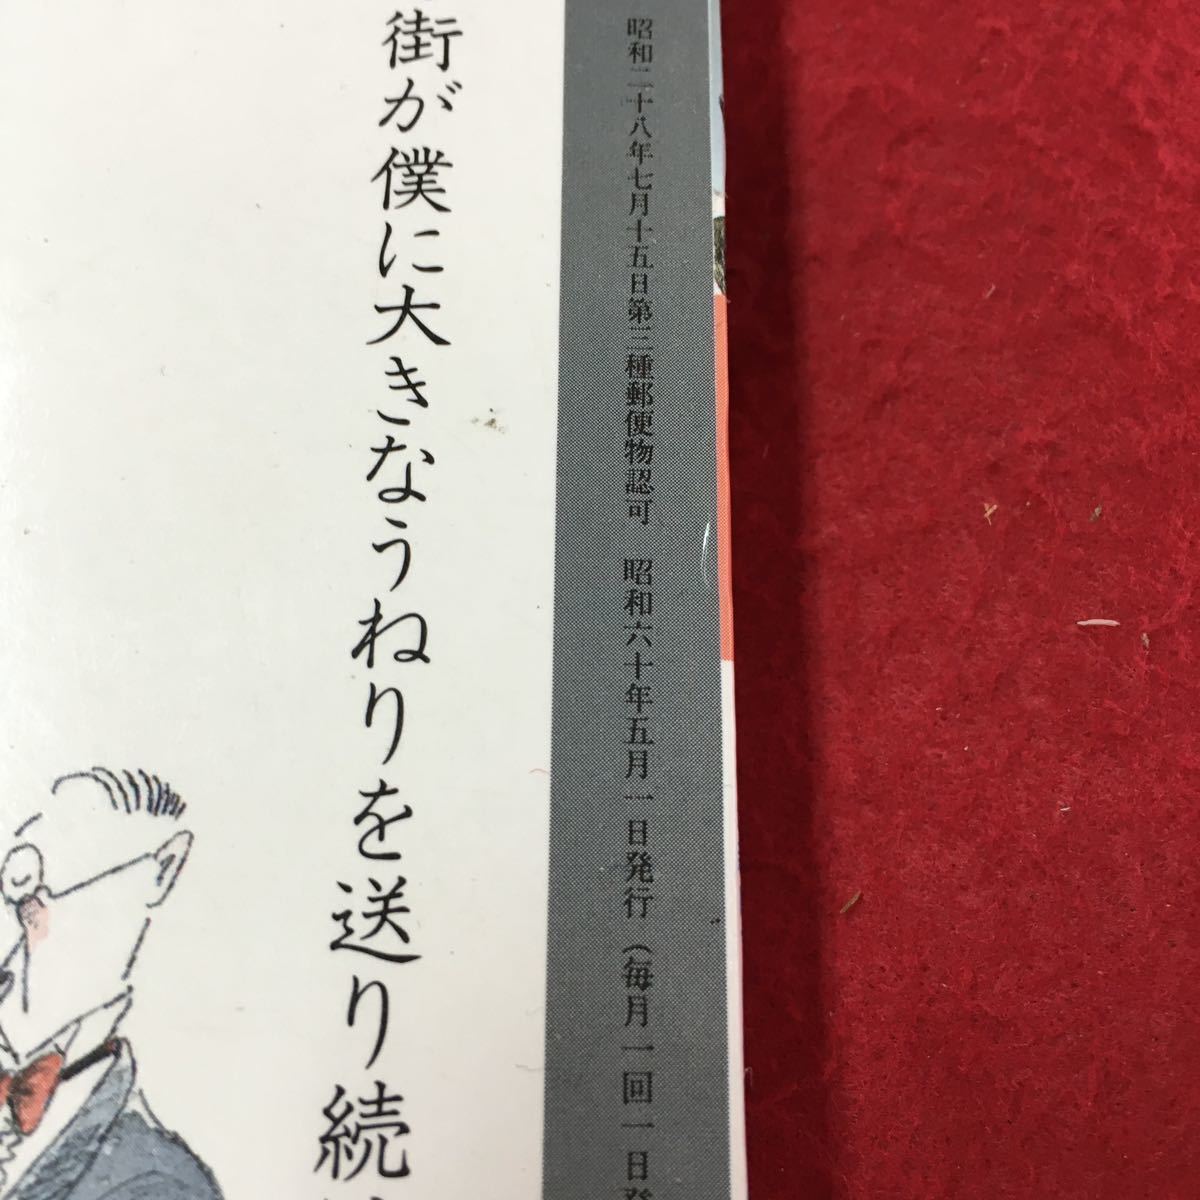 昭和二十八年七月十五日第三種郵便物認可　昭和六十年五月一日発行（毎月一回一日発
街が僕に大きなうねりを送り続